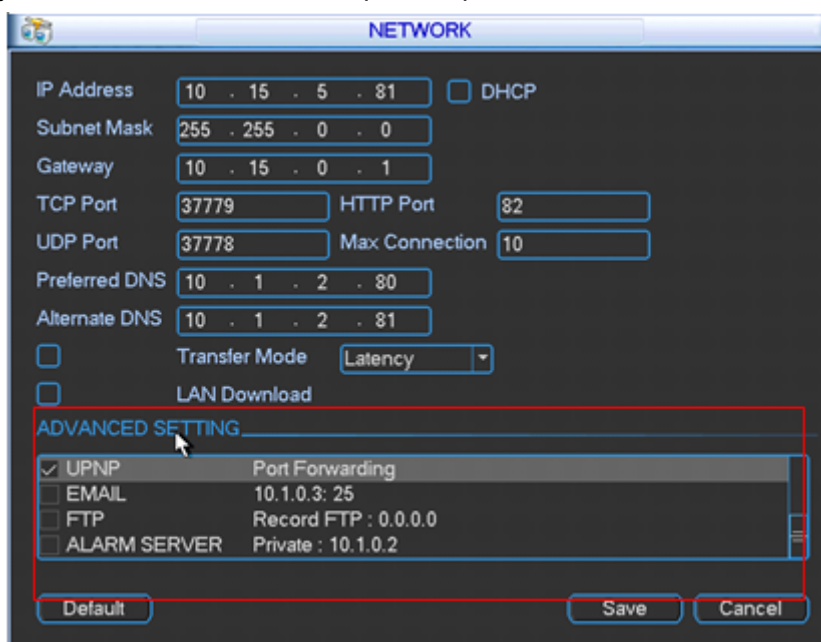 NETWORK
IP Address 10 . 15 . 5 . 81 DHCP
Subnet Mask 255 . 255 . 0 . 0
Gateway 10 . 15 . 0 . 1
TCP Port 37779 HTTP Port 82
UDP Port 37778 Max Connection 10
Preferred DNS 10 . 1 . 2 . 80
Alternate DNS 10 . 1 . 2 . 81
Transfer Mode Latency
LAN Download
ADVANCED SETTING
UPNP Port Forwarding
EMAIL 10.1.0.3: 25
FTP Record FTP : 0.0.0.0
ALARM SERVER Private : 10.1.0.2
Default Save Cancel